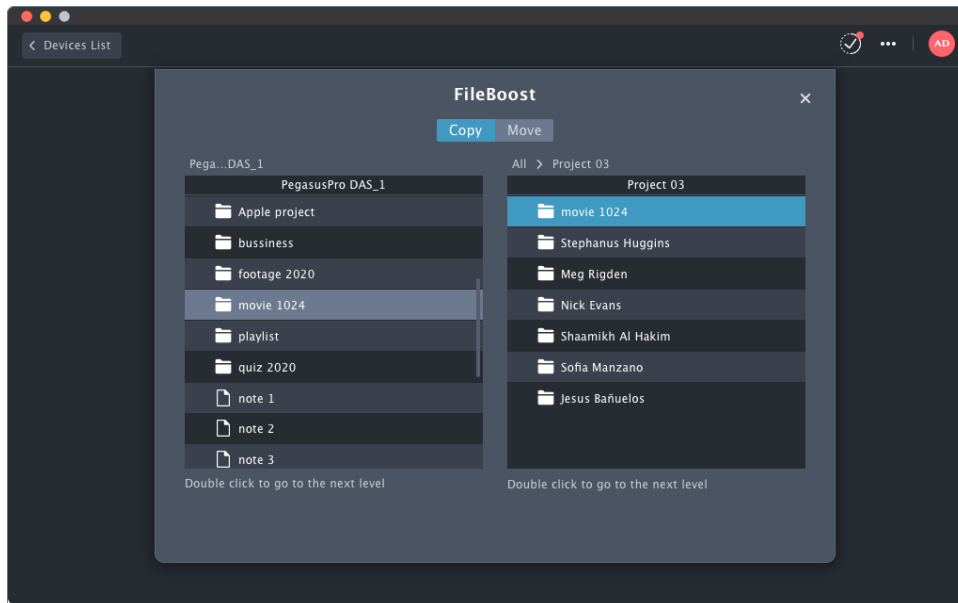 Devices List
AD
FileBoost
Copy Move
Pega...DAS_1
PegasusPro DAS_1
Apple project
bussiness
footage 2020
movie 1024
playlist
quiz 2020
note 1
note 2
note 3
Double click to go to the next level
All > Project 03
Project 03
movie 1024
Stephanus Huggins
Meg Rigden
Nick Evans
Shaamikh Al Hakim
Sofia Manzano
Jesus Bañuelos
Double click to go to the next level